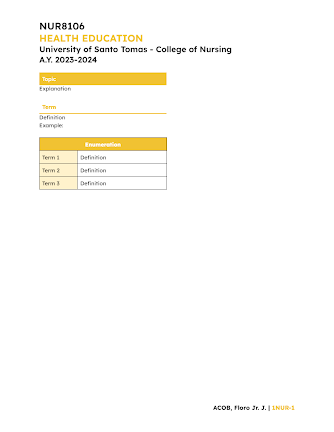 NUR8106
HEALTH EDUCATION
University of Santo Tomas - College of Nursing
A.Y. 2023-2024
Topic
Explanation
Term
Definition
Example:
Enumeration
Term 1 Definition
Term 2 Definition
Term 3 Definition
ACOB, Floro Jr. J. | 1NUR-1